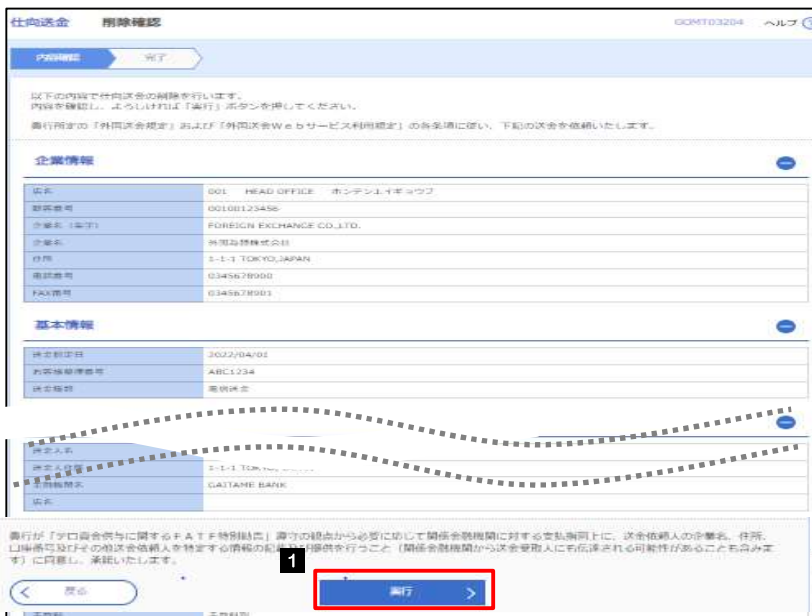 仕向送金 削除確認 GQMT03204 ヘルプ
内容確認 完了
以下の内容で仕向送金の削除を行います。
内容を確認し、よろしければ「実行」ボタンを押してください。
貴行所定の「外国送金規定」および「外国送金Webサービス利用規定」の各条項に従い、下記の送金を依頼いたします。
企業情報
店名 001 HEAD OFFICE ホンテンエイギョウブ
顧客番号 00100123456
企業名（英字） FOREIGN EXCHANGE CO.,LTD.
企業名 外国為替株式会社
住所 1-1-1 TOKYO,JAPAN
電話番号 0345678900
FAX番号 0345678901
基本情報
送金指定日 2022/04/01
お客様整理番号 ABC1234
送金種類 電信送金
送金人名
送金人住所 1-1-1
金融機関名 GAITAME BANK
店名
貴行が「テロ資金供与に関するFATF特別勧告」遵守の観点から必要に応じて関係金融機関に対する支払指図上に、送金依頼人の企業名、住所、
口座番号及びその他送金依頼人を特定する情報の記載及び提供を行うこと（関係金融機関から送金受取人にも伝達される可能性があることも含みま
す）に同意し、承諾いたします。
1
戻る 実行